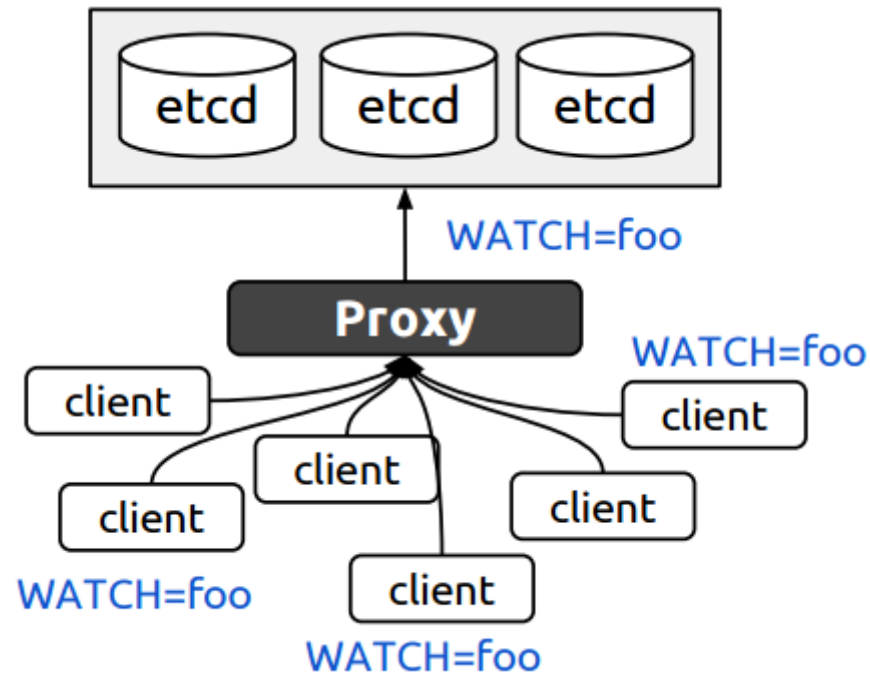 etcd
etcd
etcd
WATCH=foo
Proxy
WATCH=foo
client
client
client
client
client
WATCH=foo
client
WATCH=foo